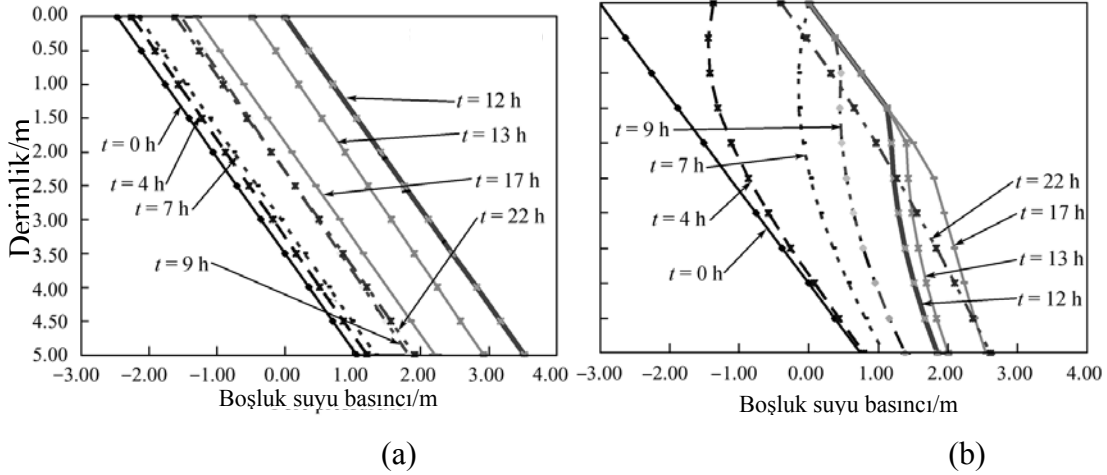 0.00
0.50
1.00
1.50
2.00
2.50
3.00
3.50
4.00
4.50
5.00
Derinlik/m
−3.00 −2.00 −1.00 0.00 1.00 2.00 3.00 4.00
t = 0 h
t = 4 h
t = 7 h
t = 9 h
t = 12 h
t = 13 h
t = 17 h
t = 22 h
Boşluk suyu basıncı/m
(a)
t = 9 h
t = 7 h
t = 4 h
t = 0 h
t = 22 h
t = 17 h
t = 13 h
t = 12 h
−3.00 −2.00 −1.00 0.00 1.00 2.00 3.00 4.00
Boşluk suyu basıncı/m
(b)